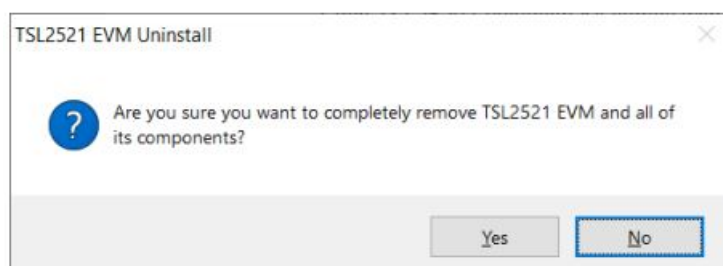 TSL2521 EVM Uninstall
Are you sure you want to completely remove TSL2521 EVM and all of
its components?
Yes
No